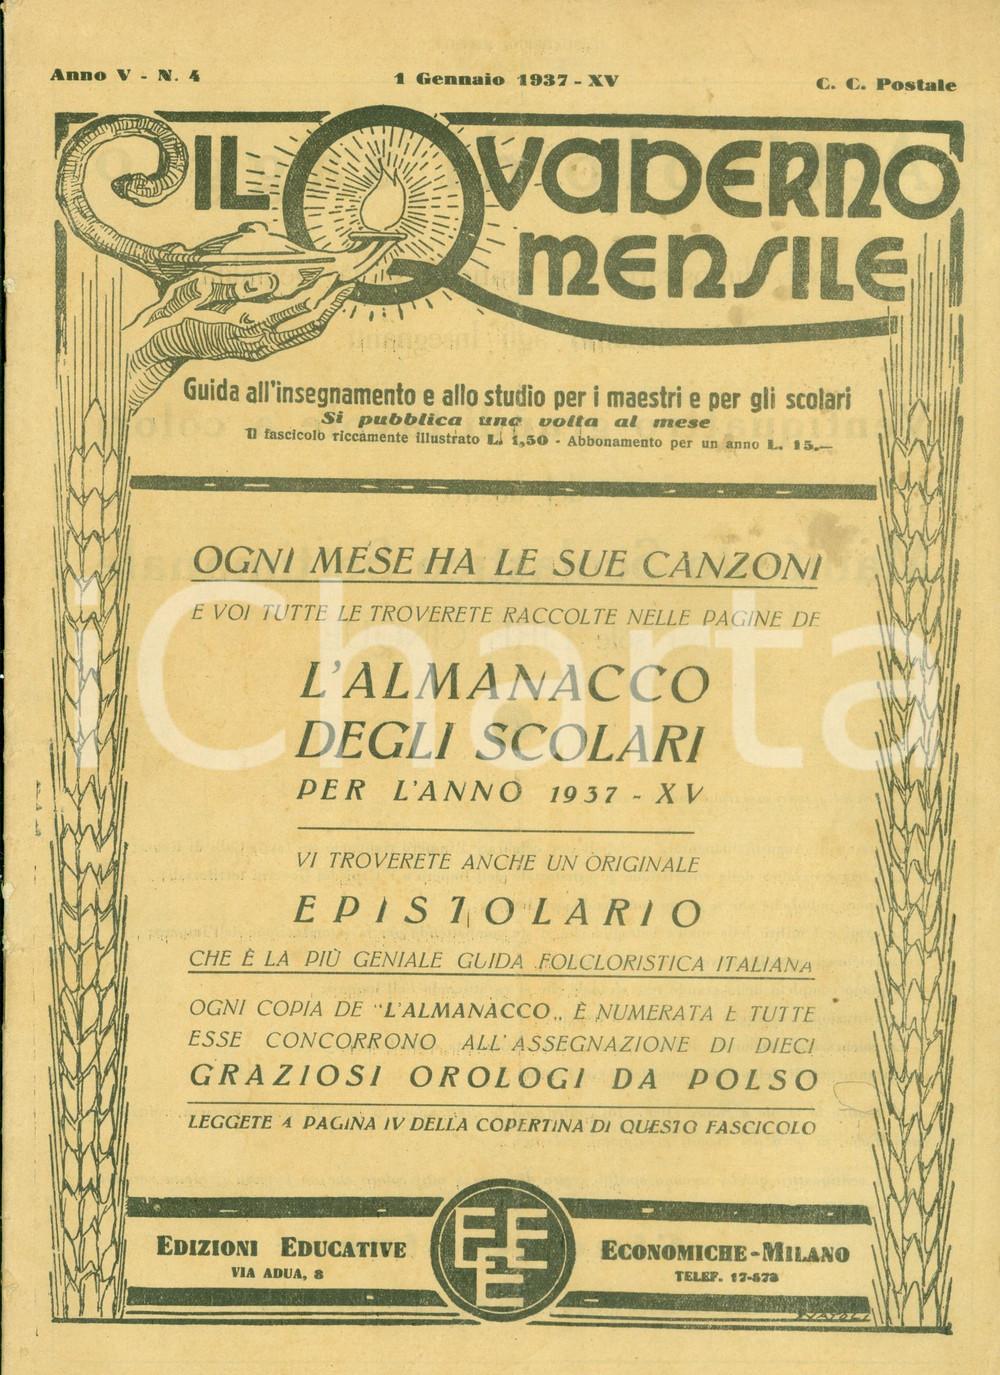 Anno V - N. 4
1 Gennaio 1937 - XV
C. C. Postale
IL QVADERNO
MENSILE
Guida all'insegnamento e allo studio per i maestri e per gli scolari
Si pubblica una volta al mese
Il fascicolo riccamente illustrato L. 1,50 - Abbonamento per un anno L. 15.—
OGNI MESE HA LE SUE CANZONI
E VOI TUTTE LE TROVERETE RACCOLTE NELLE PAGINE DE
L'ALMANACCO
DEGLI SCOLARI
PER L'ANNO 1937 - XV
VI TROVERETE ANCHE UN ORIGINALE
EPISTOLARIO
CHE È LA PIÙ GENIALE GUIDA FOLCLORISTICA ITALIANA
OGNI COPIA DE "L'ALMANACCO„ È NUMERATA E TUTTE
ESSE CONCORRONO ALL'ASSEGNAZIONE DI DIECI
GRAZIOSI OROLOGI DA POLSO
LEGGETE A PAGINA IV DELLA COPERTINA DI QUESTO FASCICOLO
EDIZIONI EDUCATIVE
VIA ADUA, 8
EEEE
ECONOMICHE - MILANO
TELEF. 17-573
iCharta